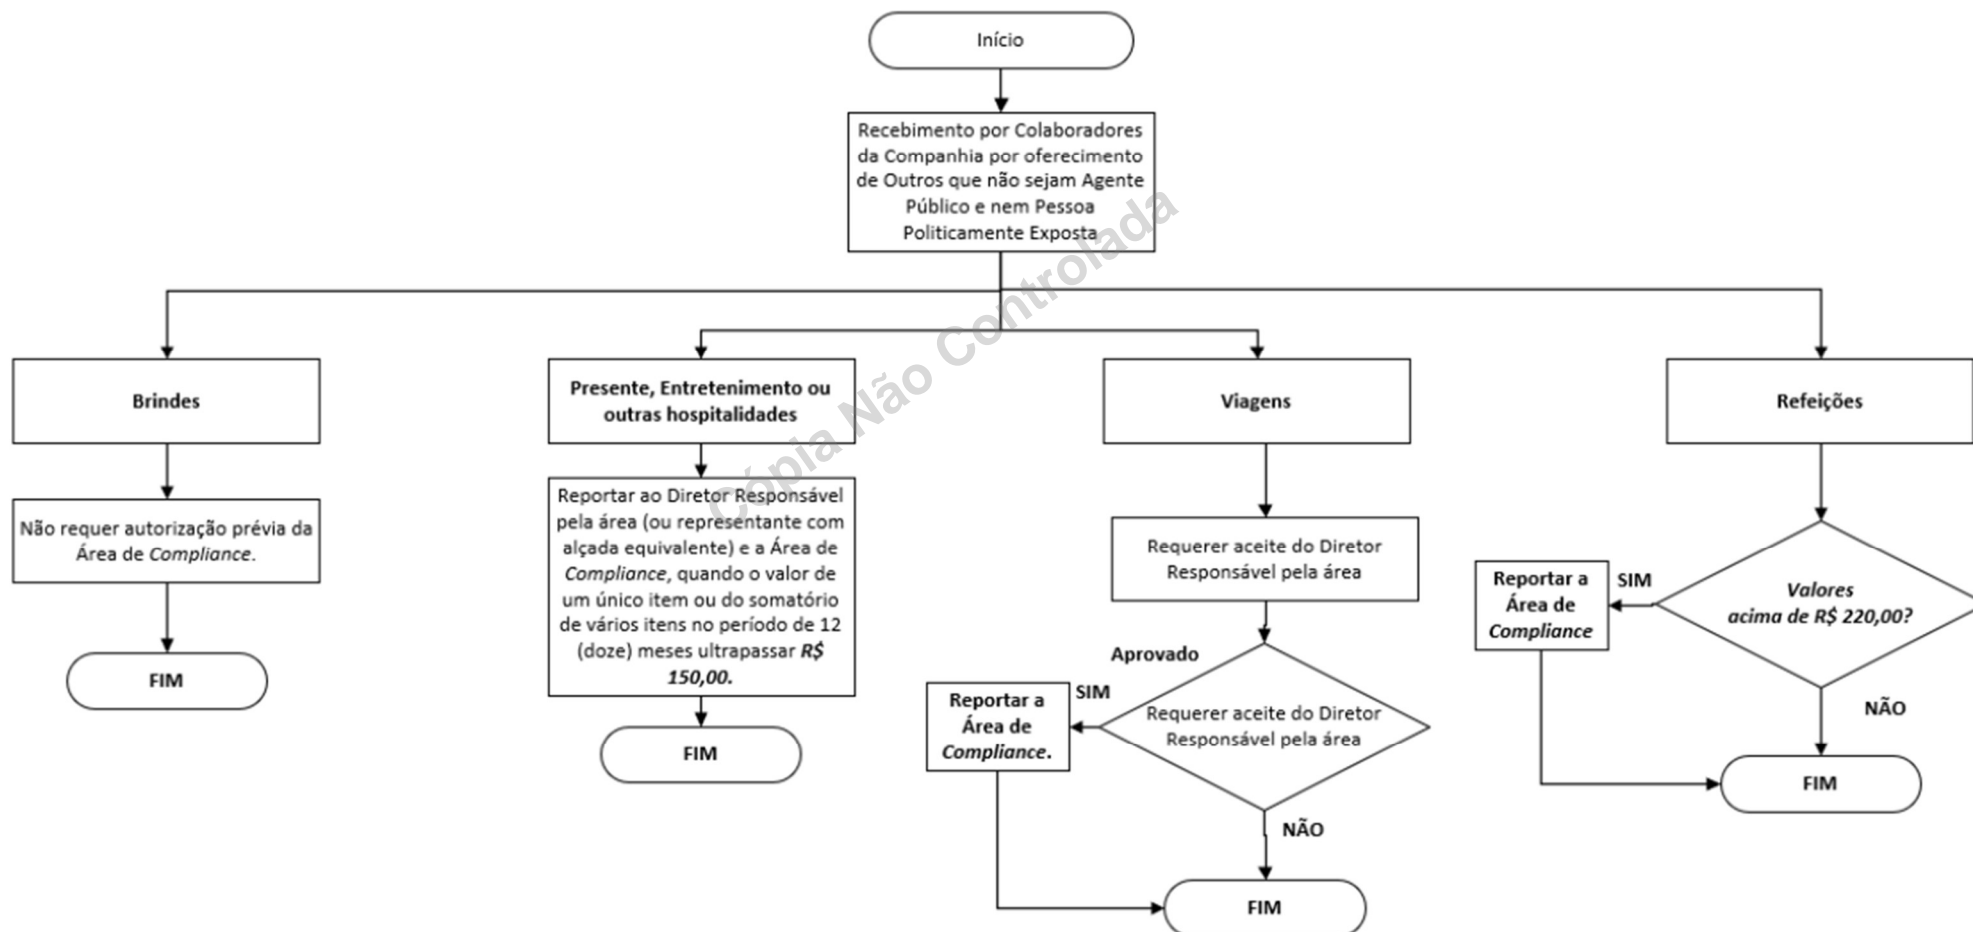 Início
Recebimento por Colaboradores
da Companhia por oferecimento
de Outros que não sejam Agente
Público e nem Pessoa
Politicamente Exposta
Cópia Não Controlada
Brindes
Não requer autorização prévia da
Área de Compliance.
FIM
Presente, Entretenimento ou
outras hospitalidades
Reportar ao Diretor Responsável
pela área (ou representante com
alçada equivalente) e a Área de
Compliance, quando o valor de
um único item ou do somatório
de vários itens no período de 12
(doze) meses ultrapassar R$
150,00.
FIM
Viagens
Requerer aceite do Diretor
Responsável pela área
Aprovado
SIM
Requerer aceite do Diretor
Responsável pela área
Reportar a
Área de
Compliance.
NÃO
FIM
Refeições
Valores
acima de R$ 220,00?
SIM
Reportar a
Área de
Compliance
NÃO
FIM